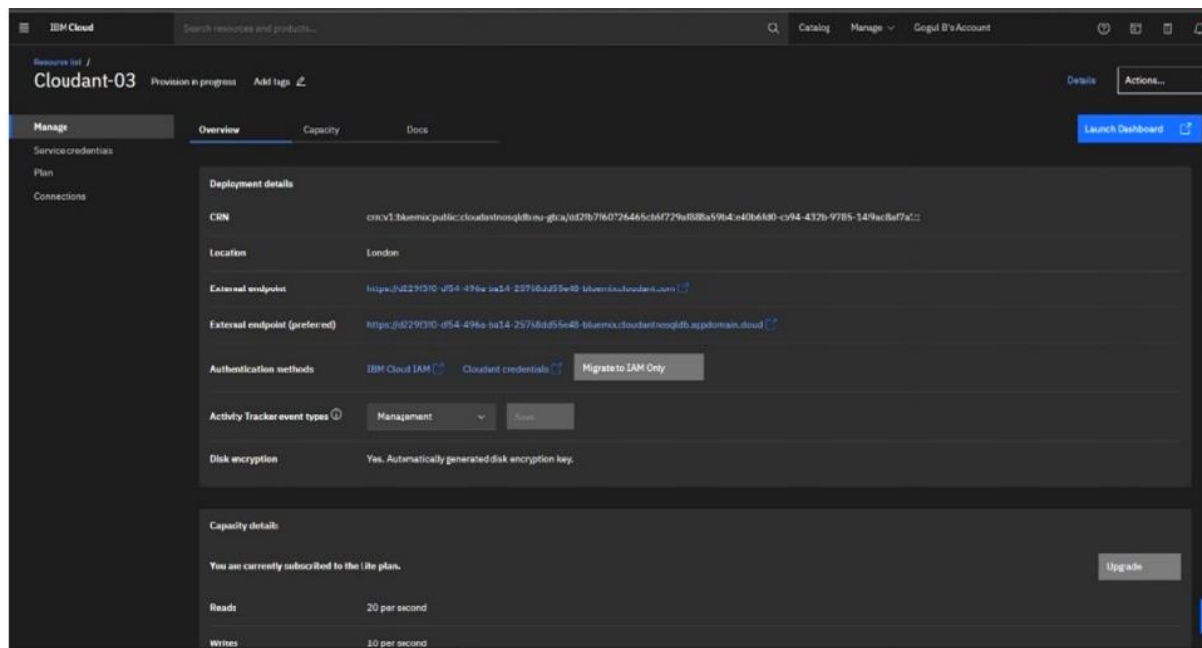 IBM Cloud Search resources and products... Catalog Manage Gogul B's Account
Resource list /
Cloudant-03 Provision in progress Add tags Details Actions...
Manage Overview Capacity Docs Launch Dashboard
Service credentials
Plan
Connections
Deployment details
CRN
Location London
External endpoint
External endpoint (preferred)
Authentication methods IBM Cloud IAM Cloudant credentials Migrate to IAM Only
Activity Tracker event types Management Save
Disk encryption Yes. Automatically generated disk encryption key.
Capacity details
You are currently subscribed to the Lite plan. Upgrade
Reads 20 per second
Writes 10 per second